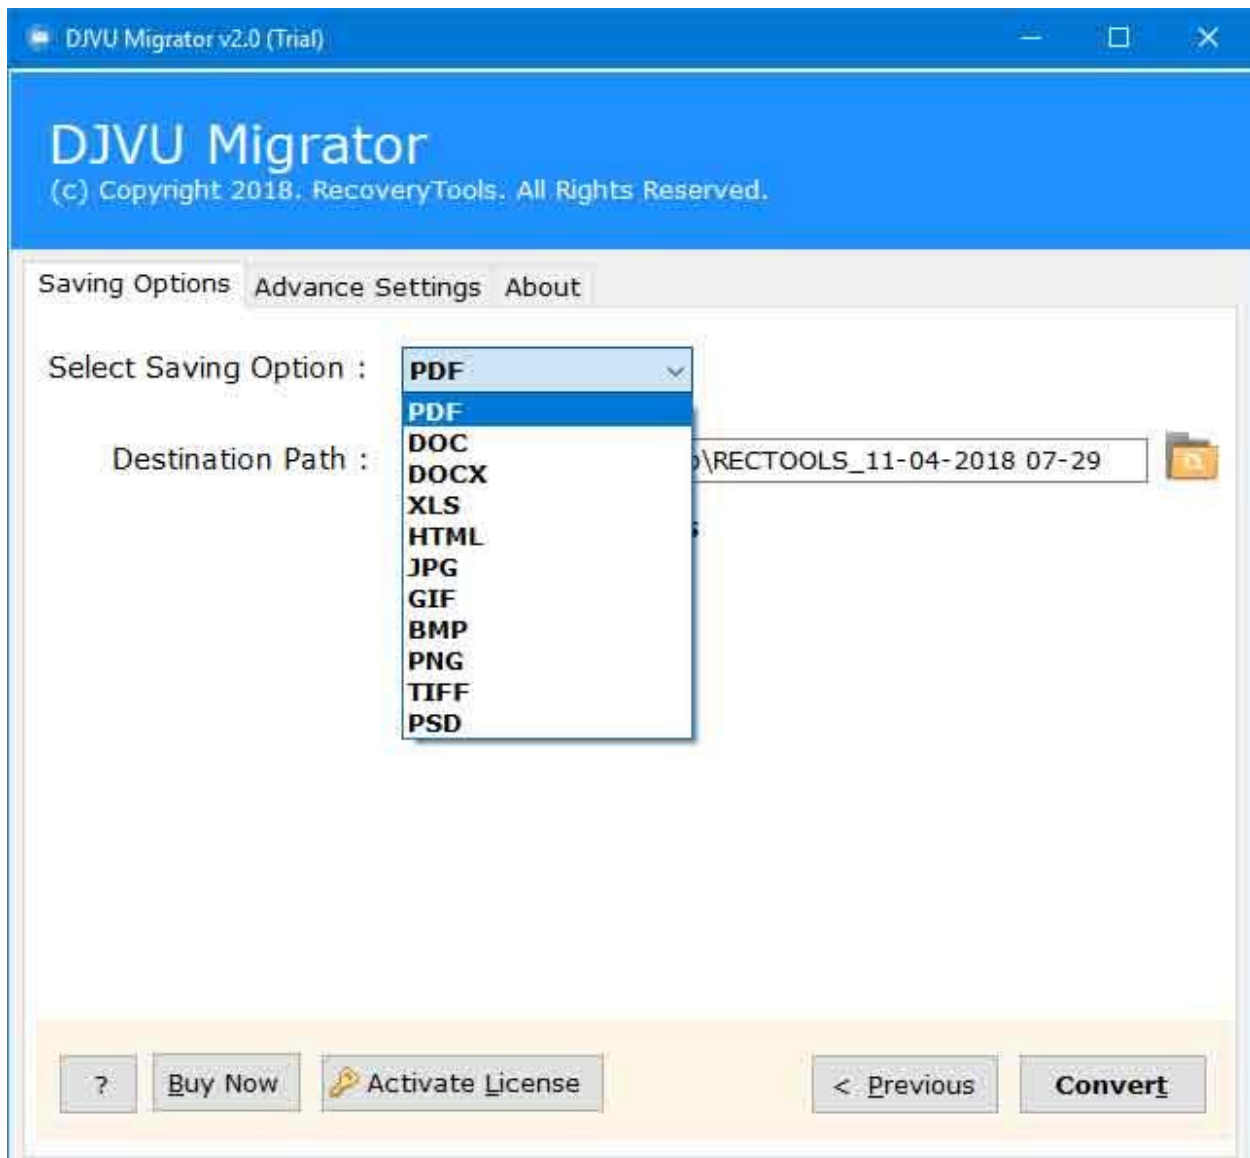 DJVU Migrator v2.0 (Trial)
DJVU Migrator
(c) Copyright 2018. RecoveryTools. All Rights Reserved.
Saving Options Advance Settings About
Select Saving Option : PDF
PDF
DOC
Destination Path : \RECTOOLS_11-04-2018 07-29
DOCX
XLS
HTML
JPG
GIF
BMP
PNG
TIFF
PSD
? Buy Now Activate License < Previous Convert